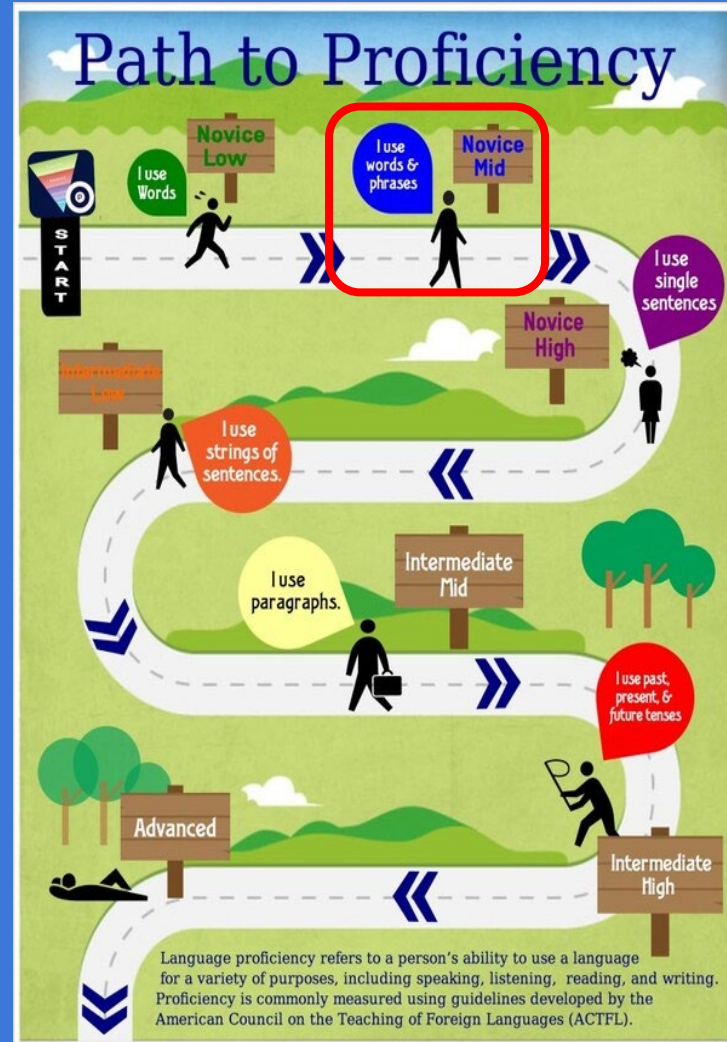 Path to Proficiency
Novice
Low
I use
Words
I use
words &
phrases
Novice
Mid
START
I use
single
sentences
Novice
High
Intermediate
Low
I use
strings of
sentences.
I use
paragraphs.
Intermediate
Mid
I use past,
present, &
future tenses
Advanced
Intermediate
High
Language proficiency refers to a person's ability to use a language
for a variety of purposes, including speaking, listening, reading, and writing.
Proficiency is commonly measured using guidelines developed by the
American Council on the Teaching of Foreign Languages (ACTFL).